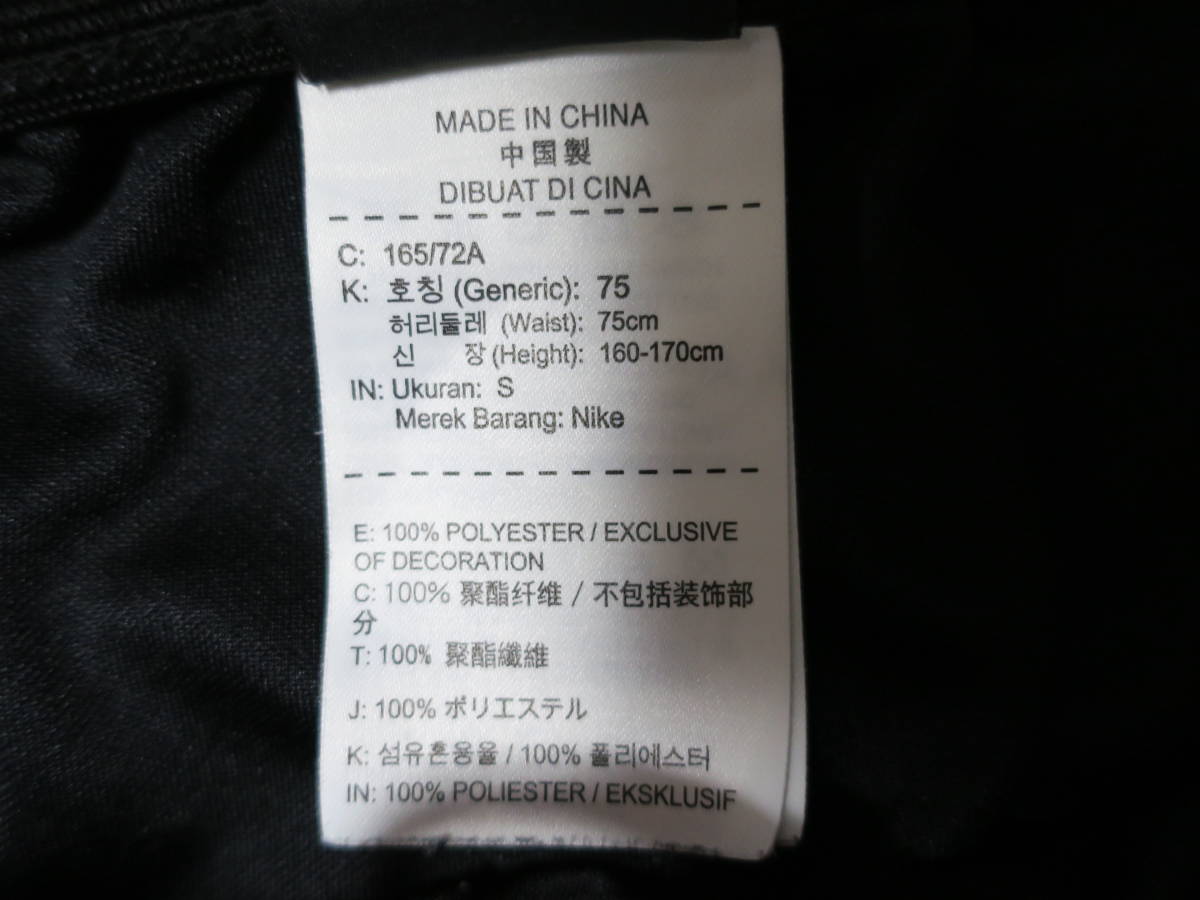 MADE IN CHINA
中国製
DIBUAT DI CINA
C: 165/72A
K: 호칭 (Generic): 75
허리둘레 (Waist): 75cm
신 장 (Height): 160-170cm
IN: Ukuran: S
Merek Barang: Nike
E: 100% POLYESTER / EXCLUSIVE
OF DECORATION
C: 100% 聚酯纤维 / 不包括装饰部
分
T: 100% 聚酯纖維
J: 100% ポリエステル
K: 섬유혼용율 / 100% 폴리에스터
IN: 100% POLIESTER / EKSKLUSIF